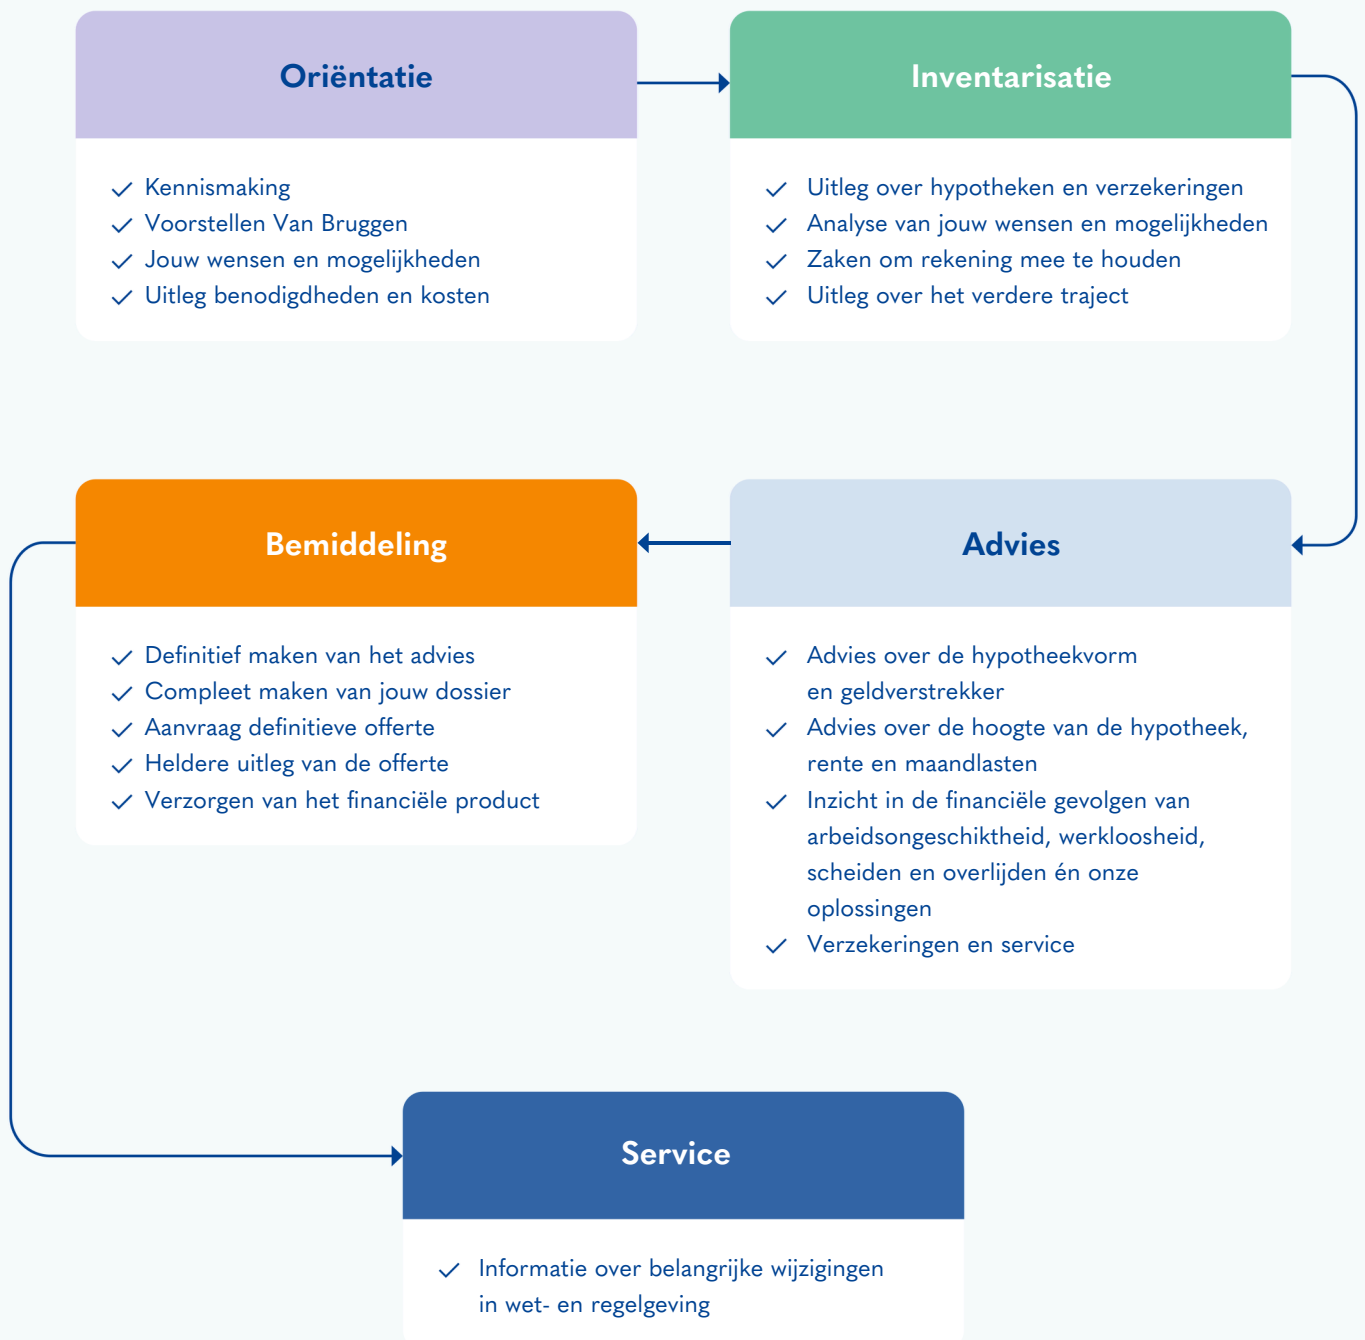 Oriëntatie
Kennismaking
Voorstellen Van Bruggen
Jouw wensen en mogelijkheden
Uitleg benodigdheden en kosten
Inventarisatie
Uitleg over hypotheken en verzekeringen
Analyse van jouw wensen en mogelijkheden
Zaken om rekening mee te houden
Uitleg over het verdere traject
Advies
Advies over de hypotheekvorm
en geldverstrekker
Advies over de hoogte van de hypotheek,
rente en maandlasten
Inzicht in de financiële gevolgen van
arbeidsongeschiktheid, werkloosheid,
scheiden en overlijden én onze
oplossingen
Verzekeringen en service
Bemiddeling
Definitief maken van het advies
Compleet maken van jouw dossier
Aanvraag definitieve offerte
Heldere uitleg van de offerte
Verzorgen van het financiële product
Service
Informatie over belangrijke wijzigingen
in wet- en regelgeving